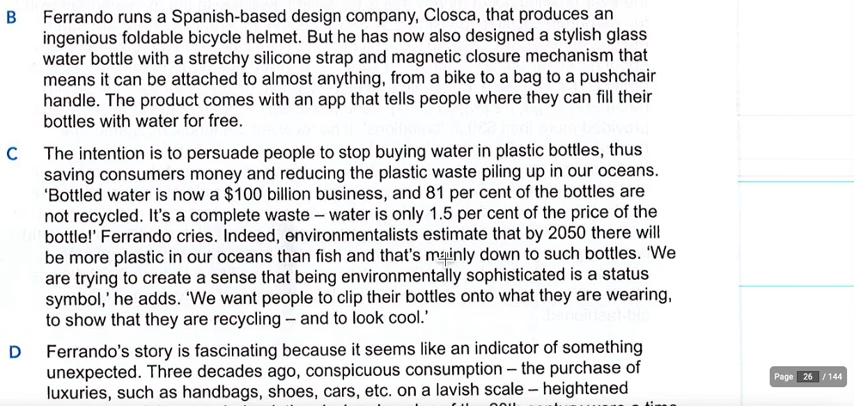 B Ferrando runs a Spanish-based design company, Closca, that produces an
ingenious foldable bicycle helmet. But he has now also designed a stylish glass
water bottle with a stretchy silicone strap and magnetic closure mechanism that
means it can be attached to almost anything, from a bike to a bag to a pushchair
handle. The product comes with an app that tells people where they can fill their
bottles with water for free.
C The intention is to persuade people to stop buying water in plastic bottles, thus
saving consumers money and reducing the plastic waste piling up in our oceans.
‘Bottled water is now a $100 billion business, and 81 per cent of the bottles are
not recycled. It’s a complete waste – water is only 1.5 per cent of the price of the
bottle!’ Ferrando cries. Indeed, environmentalists estimate that by 2050 there will
be more plastic in our oceans than fish and that’s mainly down to such bottles. ‘We
are trying to create a sense that being environmentally sophisticated is a status
symbol,’ he adds. ‘We want people to clip their bottles onto what they are wearing,
to show that they are recycling – and to look cool.’
D Ferrando’s story is fascinating because it seems like an indicator of something
unexpected. Three decades ago, conspicuous consumption – the purchase of
luxuries, such as handbags, shoes, cars, etc. on a lavish scale – heightened
Page 26 / 144